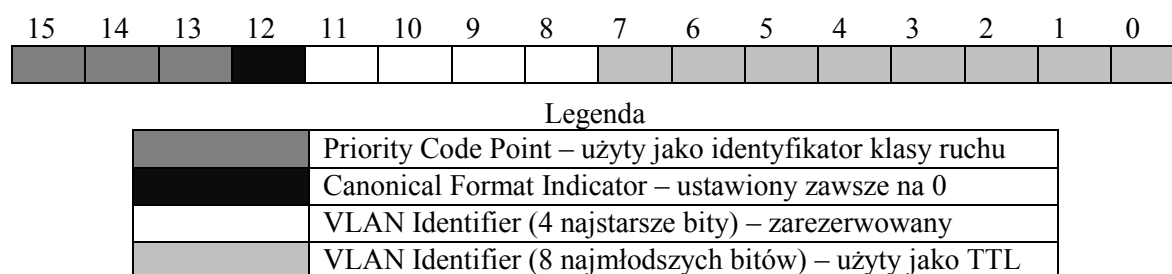 15 14 13 12 11 10 9 8 7 6 5 4 3 2 1 0
Legenda
Priority Code Point – użyty jako identyfikator klasy ruchu
Canonical Format Indicator – ustawiony zawsze na 0
VLAN Identifier (4 najstarsze bity) – zarezerwowany
VLAN Identifier (8 najmłodszych bitów) – użyty jako TTL